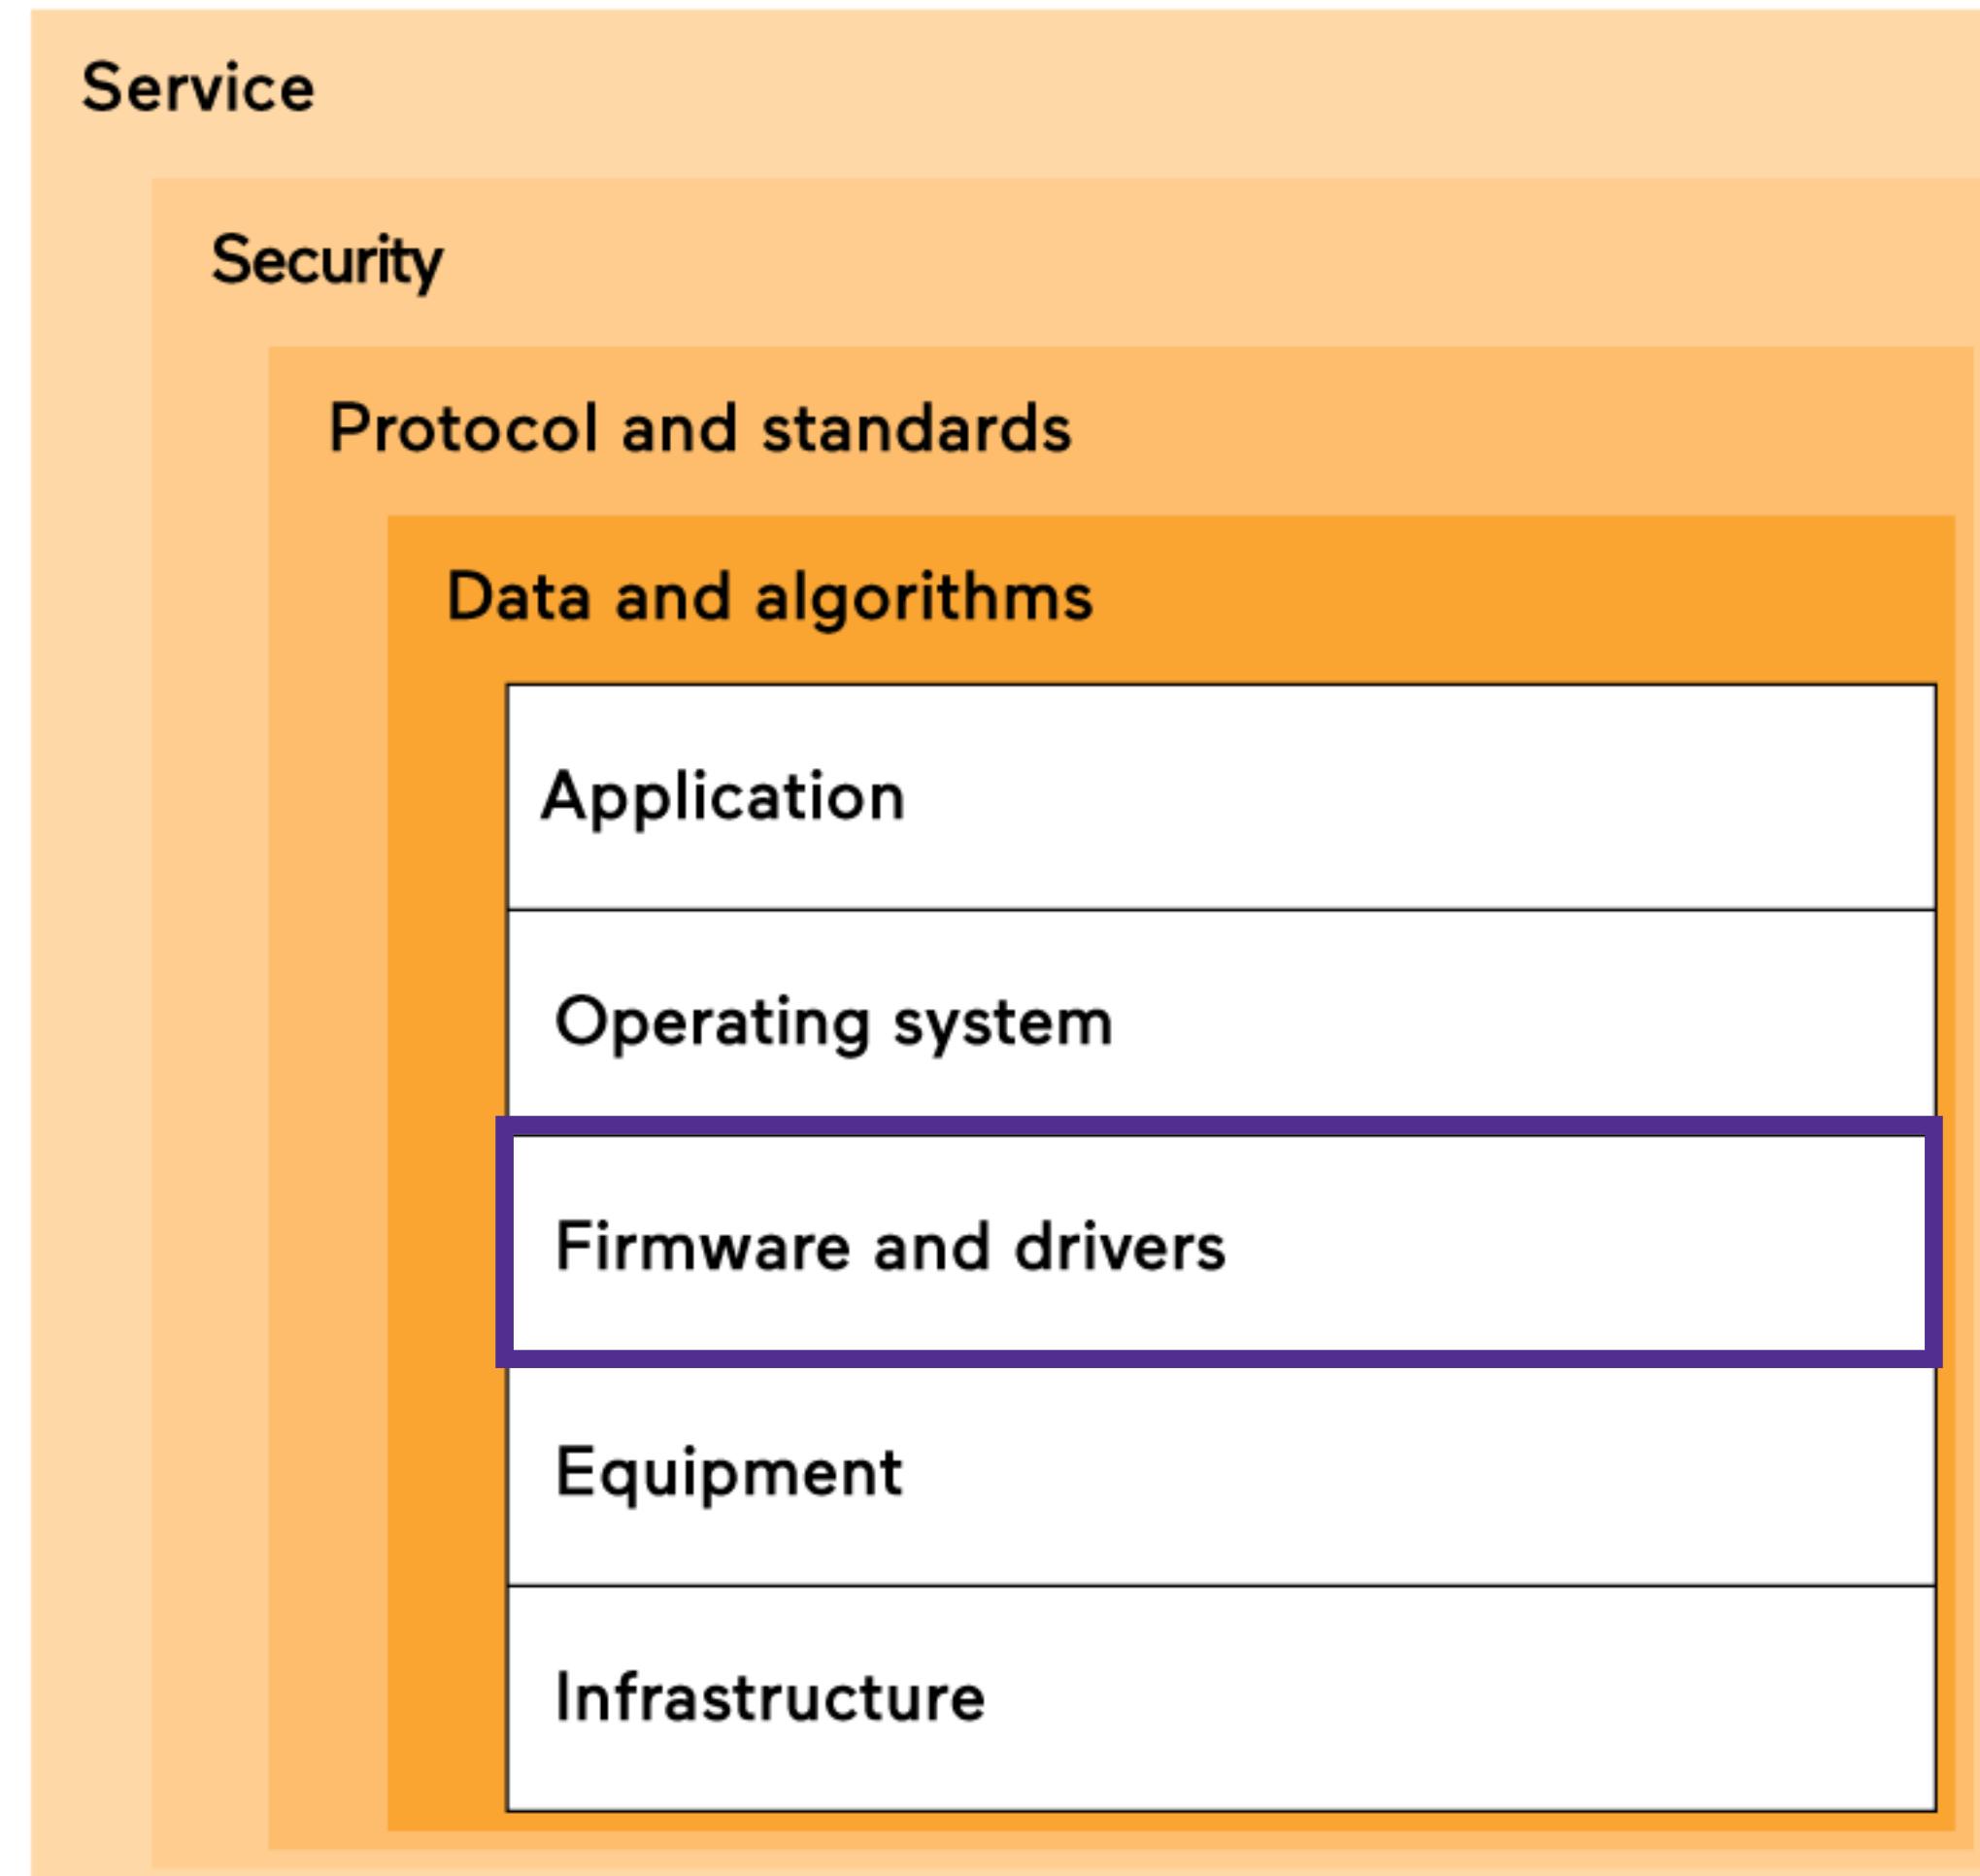 Service
Security
Protocol and standards
Data and algorithms
Application
Operating system
Firmware and drivers
Equipment
Infrastructure